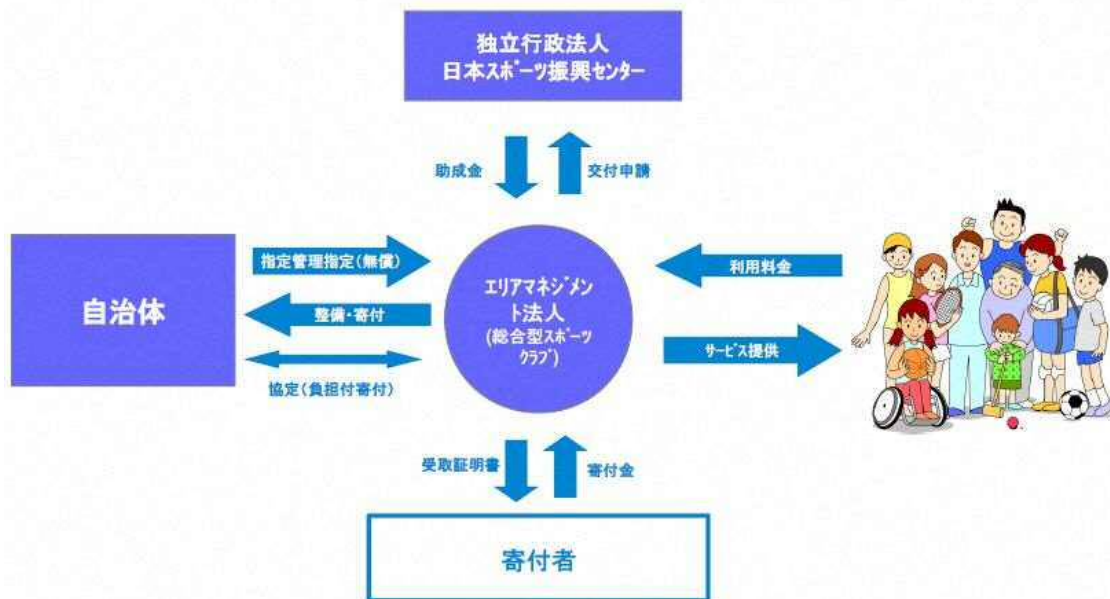 独立行政法人
日本スポーツ振興センター
助成金
交付申請
自治体
指定管理指定(無償)
整備・寄付
協定(負担付寄付)
エリアマネジメン
ト法人
(総合型スポーツ
クラブ)
利用料金
サービス提供
受取証明書
寄付金
寄付者